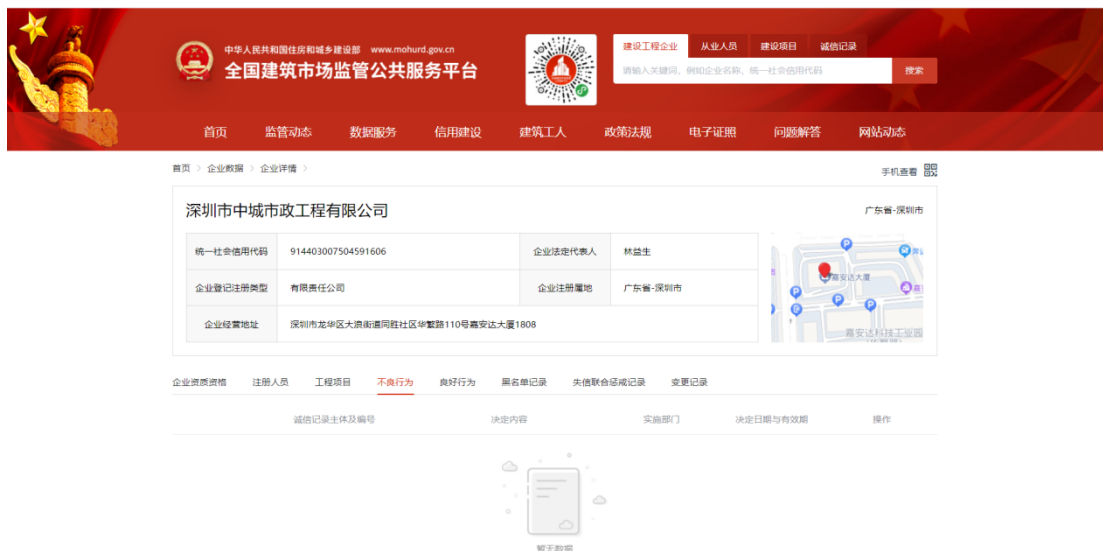 中华人民共和国住房和城乡建设部 www.mohurd.gov.cn
全国建筑市场监管公共服务平台
建设工程企业 从业人员 建设项目 诚信记录
请输入关键词，例如企业名称、统一社会信用代码 搜索
首页 监管动态 数据服务 信用建设 建筑工人 政策法规 电子证照 问题解答 网站动态
首页 > 企业数据 > 企业详情 >
手机查看
深圳市中城市政工程有限公司
广东省-深圳市
统一社会信用代码 914403007504591606 企业法定代表人 林益生
企业登记注册类型 有限责任公司 企业注册属地 广东省-深圳市
企业经营地址 深圳市龙华区大浪街道同胜社区华繁路110号嘉安达大厦1808
嘉安达大厦
嘉安达科技工业园
企业资质资格 注册人员 工程项目 不良行为 良好行为 黑名单记录 失信联合惩戒记录 变更记录
诚信记录主体及编号 决定内容 实施部门 决定日期与有效期 操作
暂无数据